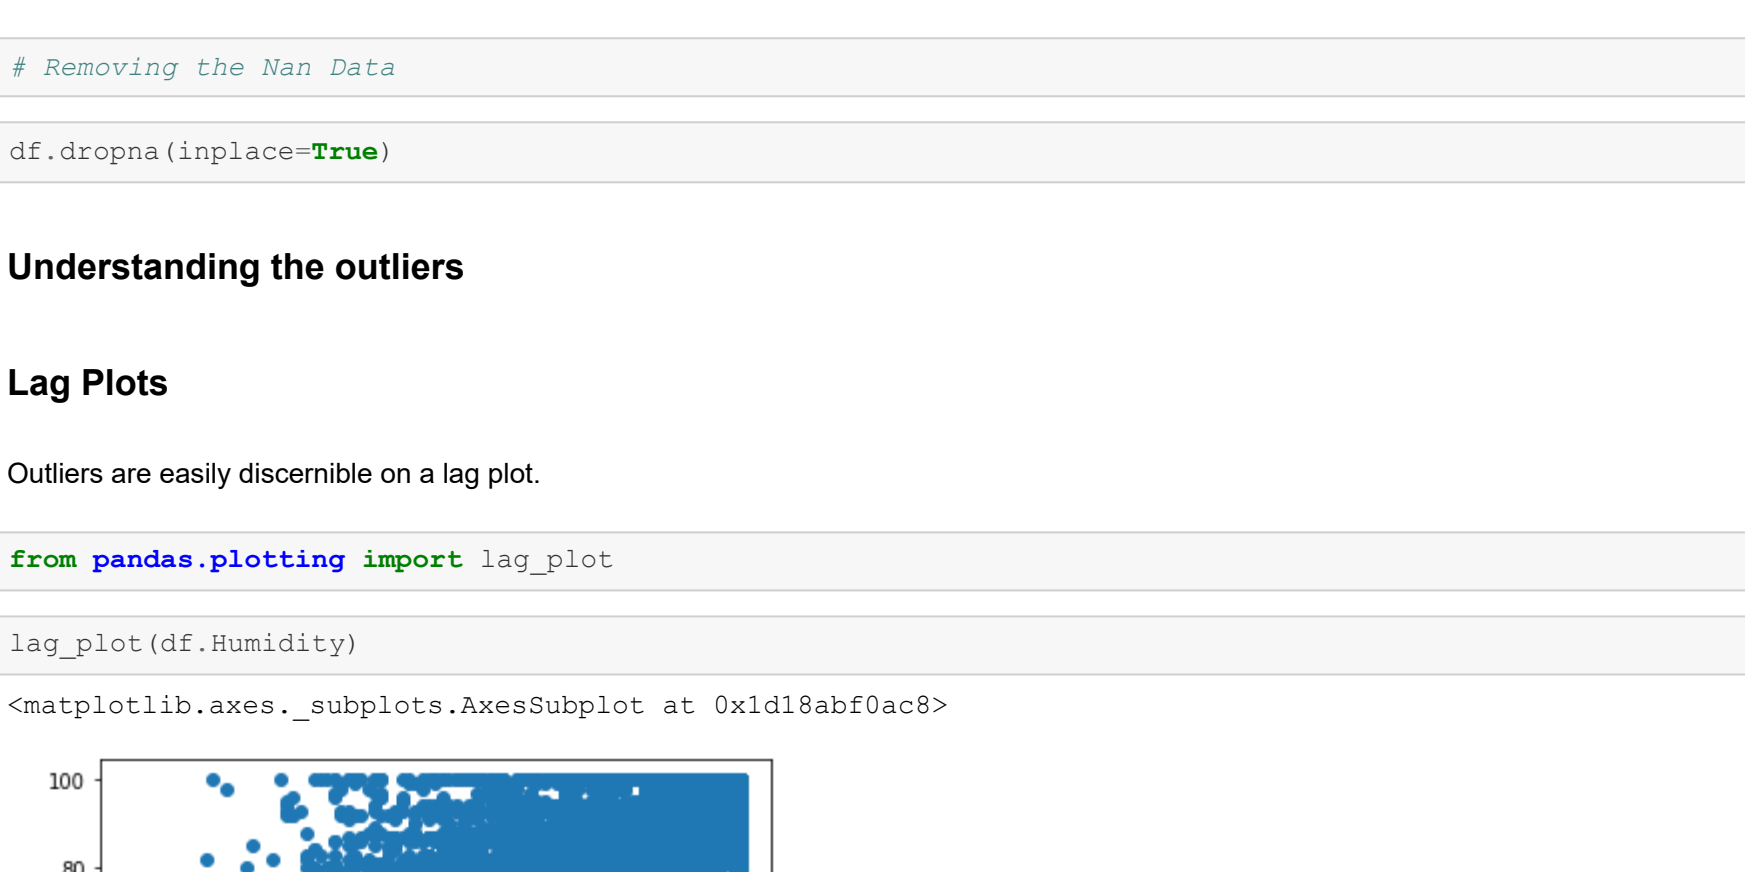 # Removing the Nan Data
df.dropna(inplace=True)
Understanding the outliers
Lag Plots
Outliers are easily discernible on a lag plot.
from pandas.plotting import lag_plot
lag_plot(df.Humidity)
<matplotlib.axes._subplots.AxesSubplot at 0x1d18abf0ac8>
100
80